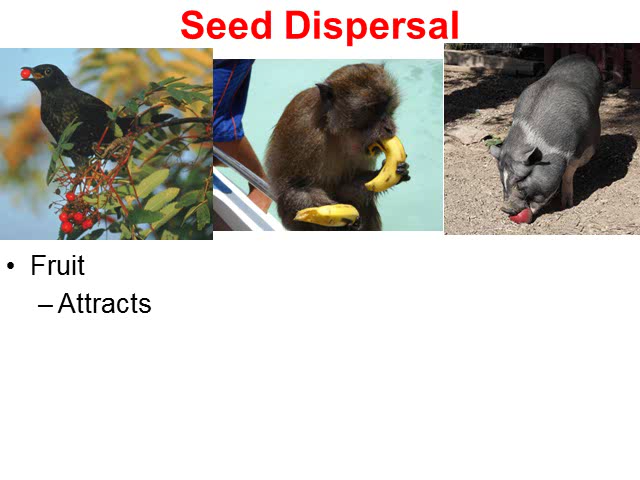 Seed Dispersal
• Fruit
– Attracts